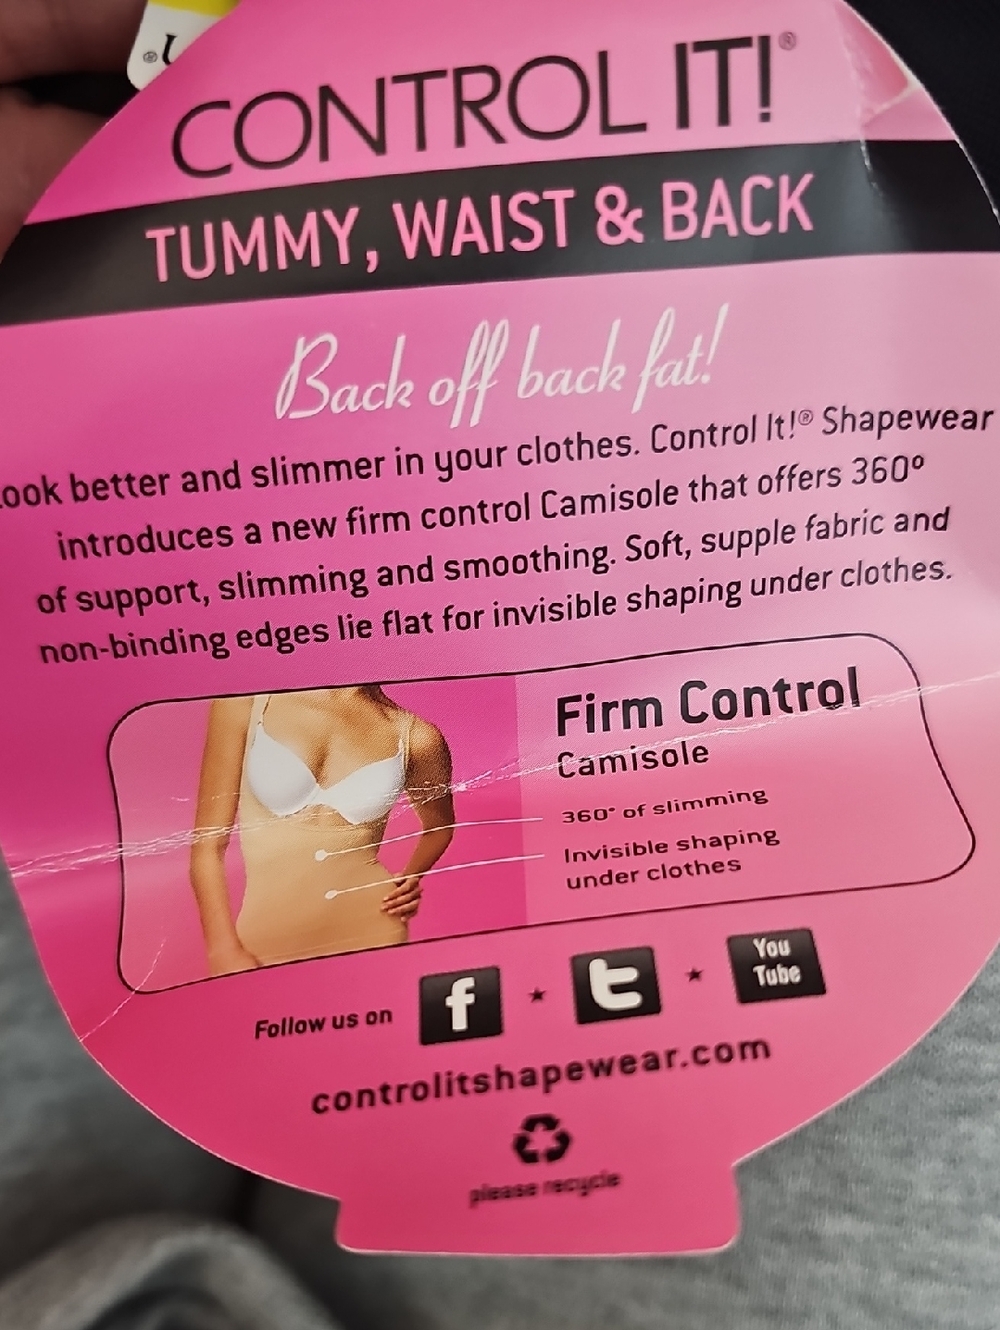 CONTROL IT!®
TUMMY, WAIST & BACK
Back off back fat!
Look better and slimmer in your clothes. Control It!® Shapewear
introduces a new firm control Camisole that offers 360º
of support, slimming and smoothing. Soft, supple fabric and
non-binding edges lie flat for invisible shaping under clothes.
Firm Control
Camisole
360° of slimming
Invisible shaping
under clothes
Follow us on f ★ t ★ You
Tube
controlitshapewear.com
please recycle